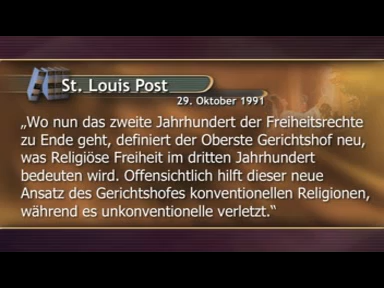 St. Louis Post
29. Oktober 1991
„Wo nun das zweite Jahrhundert der Freiheitsrechte
zu Ende geht, definiert der Oberste Gerichtshof neu,
was Religiöse Freiheit im dritten Jahrhundert
bedeuten wird. Offensichtlich hilft dieser neue
Ansatz des Gerichtshofes konventionellen Religionen,
während es unkonventionelle verletzt.“